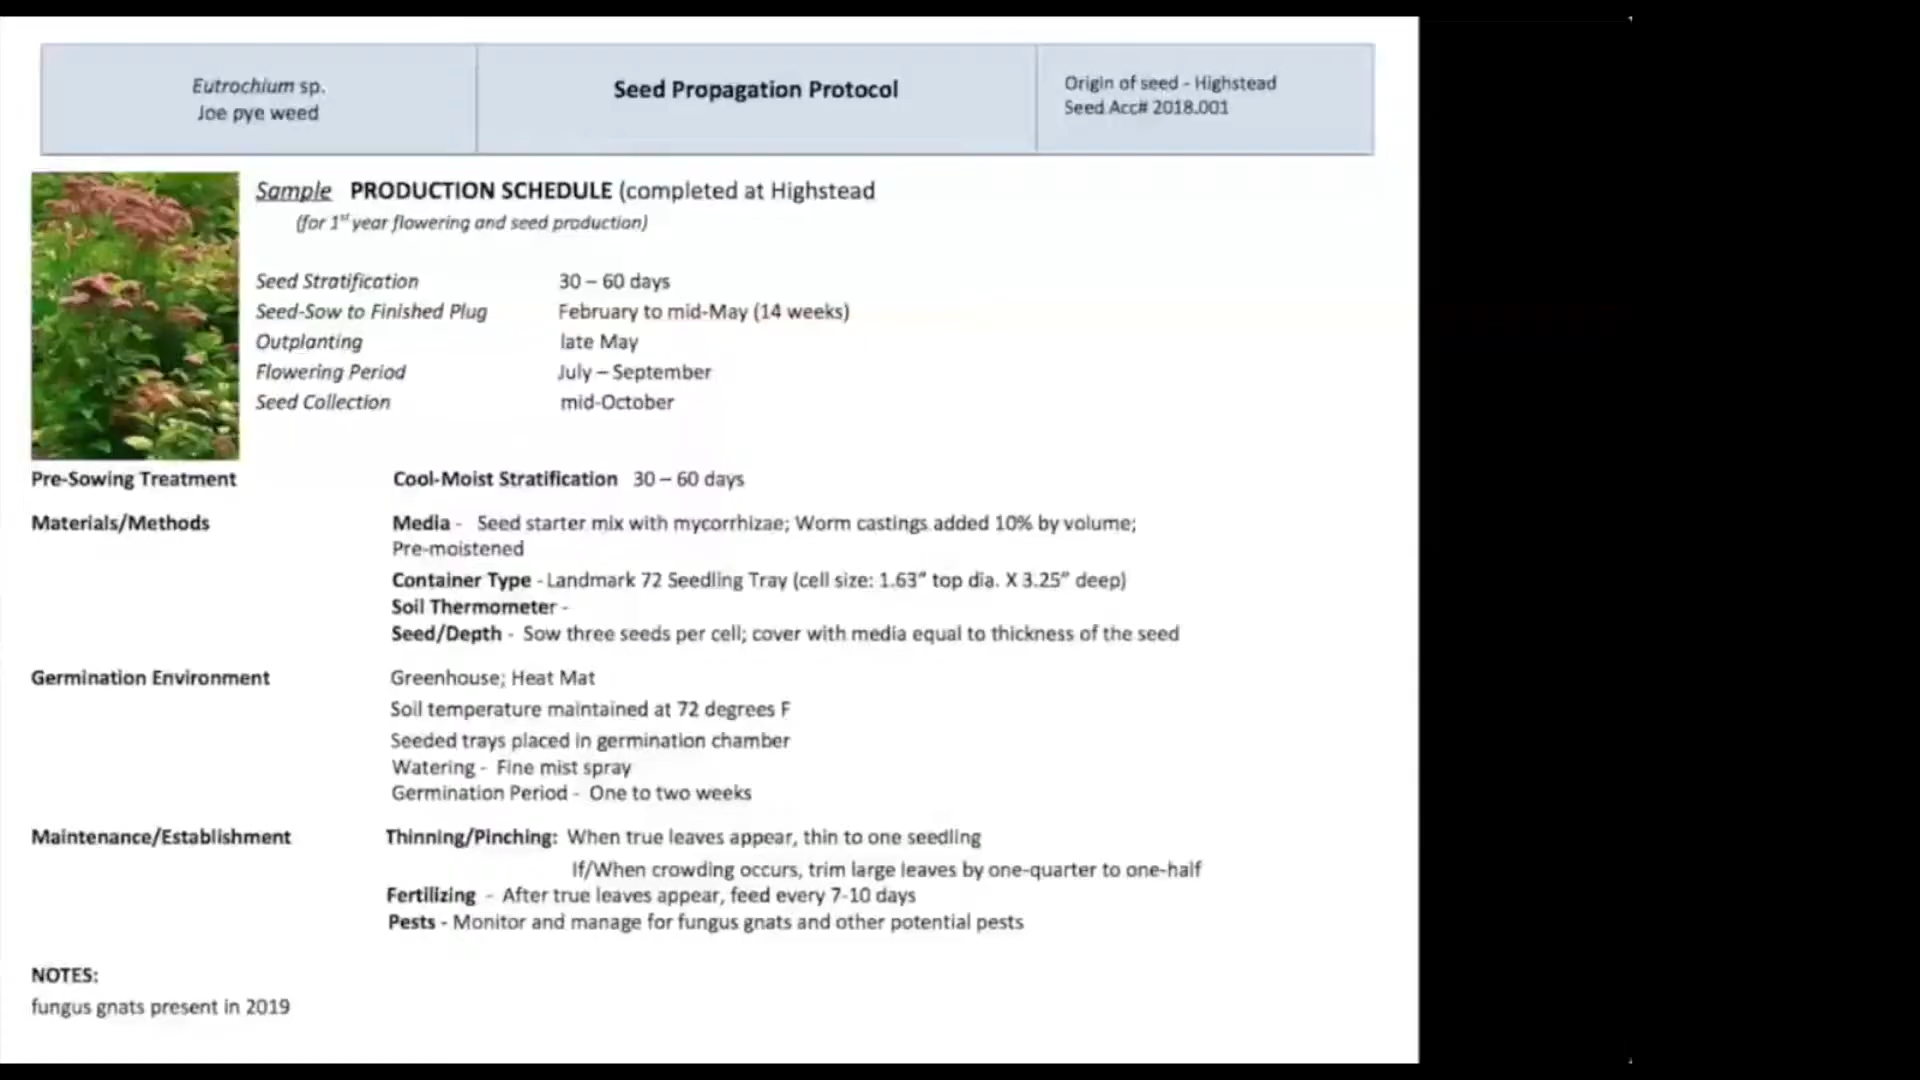 Eutrochium sp.
Joe pye weed
Seed Propagation Protocol
Origin of seed - Highstead
Seed Acc# 2018.001
Sample PRODUCTION SCHEDULE (completed at Highstead
(for 1st year flowering and seed production)
Seed Stratification 30 – 60 days
Seed-Sow to Finished Plug February to mid-May (14 weeks)
Outplanting late May
Flowering Period July – September
Seed Collection mid-October
Pre-Sowing Treatment Cool-Moist Stratification 30 – 60 days
Materials/Methods Media - Seed starter mix with mycorrhizae; Worm castings added 10% by volume;
Pre-moistened
Container Type - Landmark 72 Seedling Tray (cell size: 1.63” top dia. X 3.25” deep)
Soil Thermometer -
Seed/Depth - Sow three seeds per cell; cover with media equal to thickness of the seed
Germination Environment Greenhouse; Heat Mat
Soil temperature maintained at 72 degrees F
Seeded trays placed in germination chamber
Watering - Fine mist spray
Germination Period - One to two weeks
Maintenance/Establishment Thinning/Pinching: When true leaves appear, thin to one seedling
If/When crowding occurs, trim large leaves by one-quarter to one-half
Fertilizing - After true leaves appear, feed every 7-10 days
Pests - Monitor and manage for fungus gnats and other potential pests
NOTES:
fungus gnats present in 2019